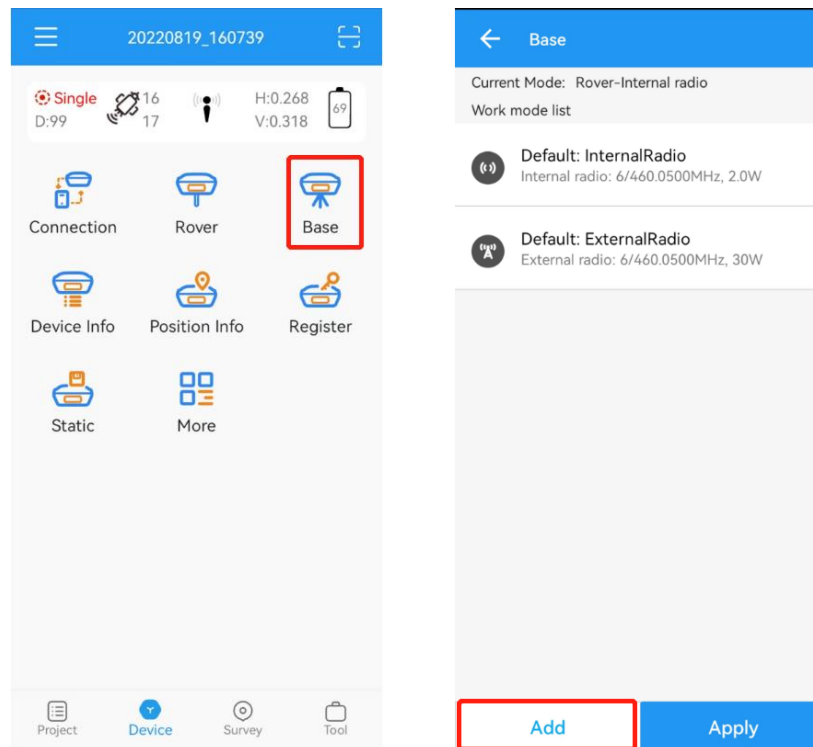 20220819_160739
Single
D:99
16
17
H:0.268
V:0.318
69
Connection
Rover
Base
Device Info
Position Info
Register
Static
More
Project
Device
Survey
Tool
Base
Current Mode: Rover-Internal radio
Work mode list
Default: InternalRadio
Internal radio: 6/460.0500MHz, 2.0W
Default: ExternalRadio
External radio: 6/460.0500MHz, 30W
Add
Apply